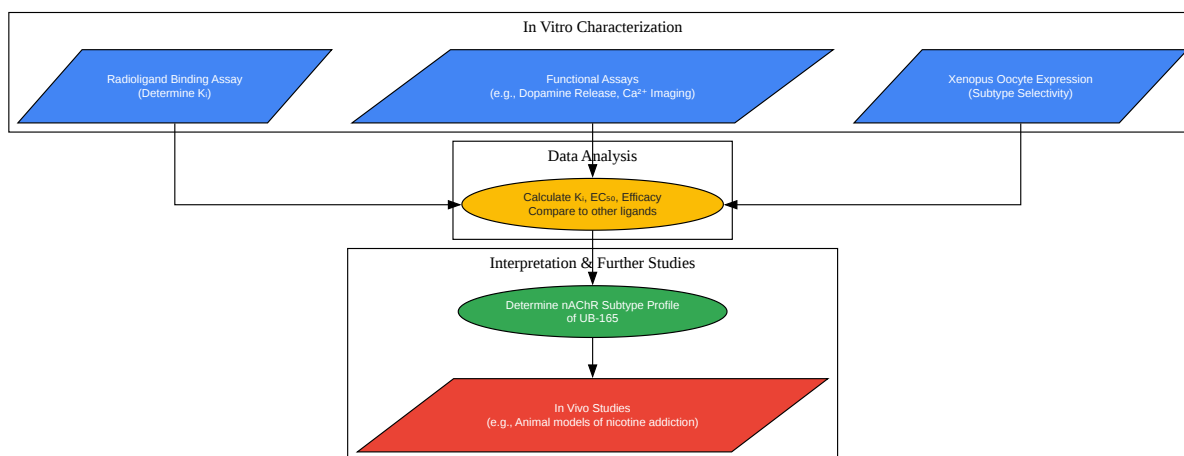 In Vitro Characterization
Radioligand Binding Assay
(Determine Kᵢ)
Functional Assays
(e.g., Dopamine Release, Ca²⁺ Imaging)
Xenopus Oocyte Expression
(Subtype Selectivity)
Data Analysis
Calculate Kᵢ, EC₅₀, Efficacy
Compare to other ligands
Interpretation & Further Studies
Determine nAChR Subtype Profile
of UB-165
In Vivo Studies
(e.g., Animal models of nicotine addiction)